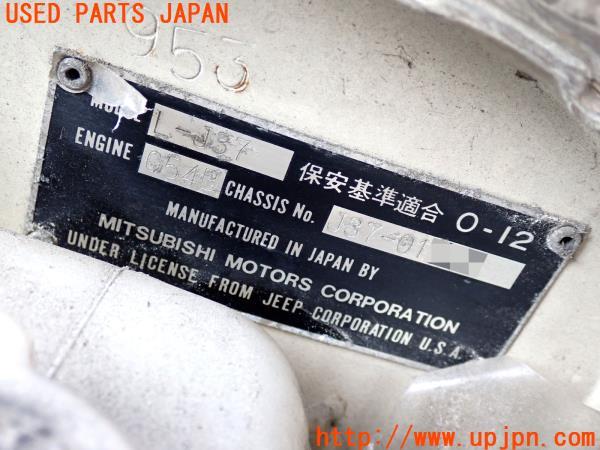 USED PARTS JAPAN
953
MODEL L-J37
ENGINE G54B CHASSIS No. J37-01
保安基準適合 O-12
MANUFACTURED IN JAPAN BY
MITSUBISHI MOTORS CORPORATION
UNDER LICENSE FROM JEEP CORPORATION U.S.A.
http://www.upjpn.com